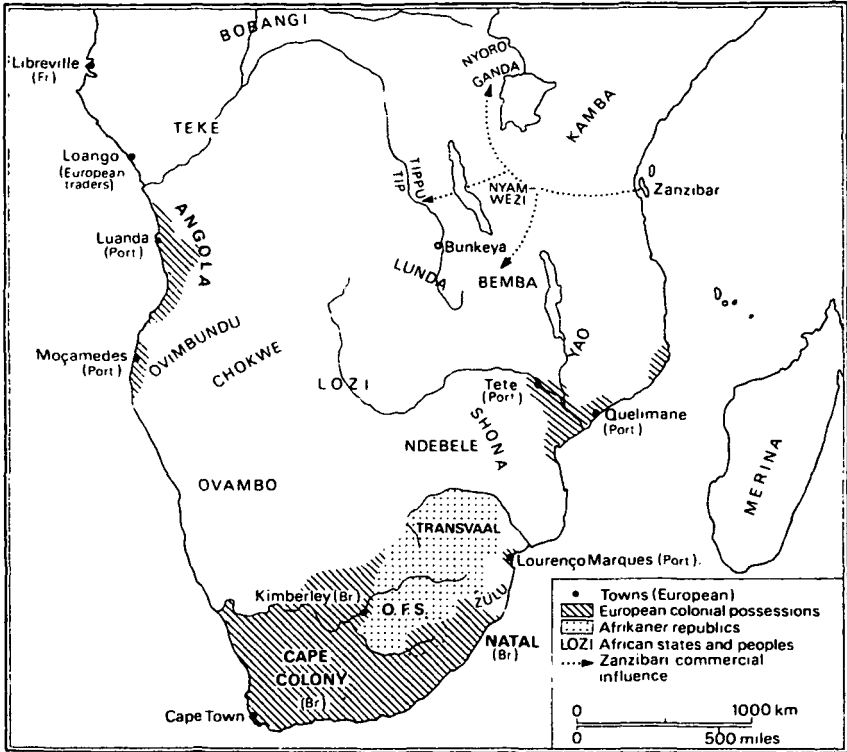 BOBANGI
Libreville
(Fr)
NYORO
GANDA
KAMBA
TEKE
Loango
(European
traders)
TIPPU
TIP
NYAM-
WEZI
Zanzibar
ANGOLA
Luanda
(Port)
Bunkeya
LUNDA
BEMBA
OVIMBUNDU
Moçamedes
(Port)
CHOKWE
YAO
LOZI
Tete
(Port)
Quelimane
(Port)
SHONA
NDEBELE
MERINA
OVAMBO
TRANSVAAL
Lourenço Marques (Port).
Kimberley (Br)
O.F.S.
ZULU
NATAL
(Br)
CAPE
COLONY
(Br)
Cape Town
Towns (European)
European colonial possessions
Afrikaner republics
LOZI African states and peoples
Zanzibari commercial
influence
0 1000 km
0 500 miles